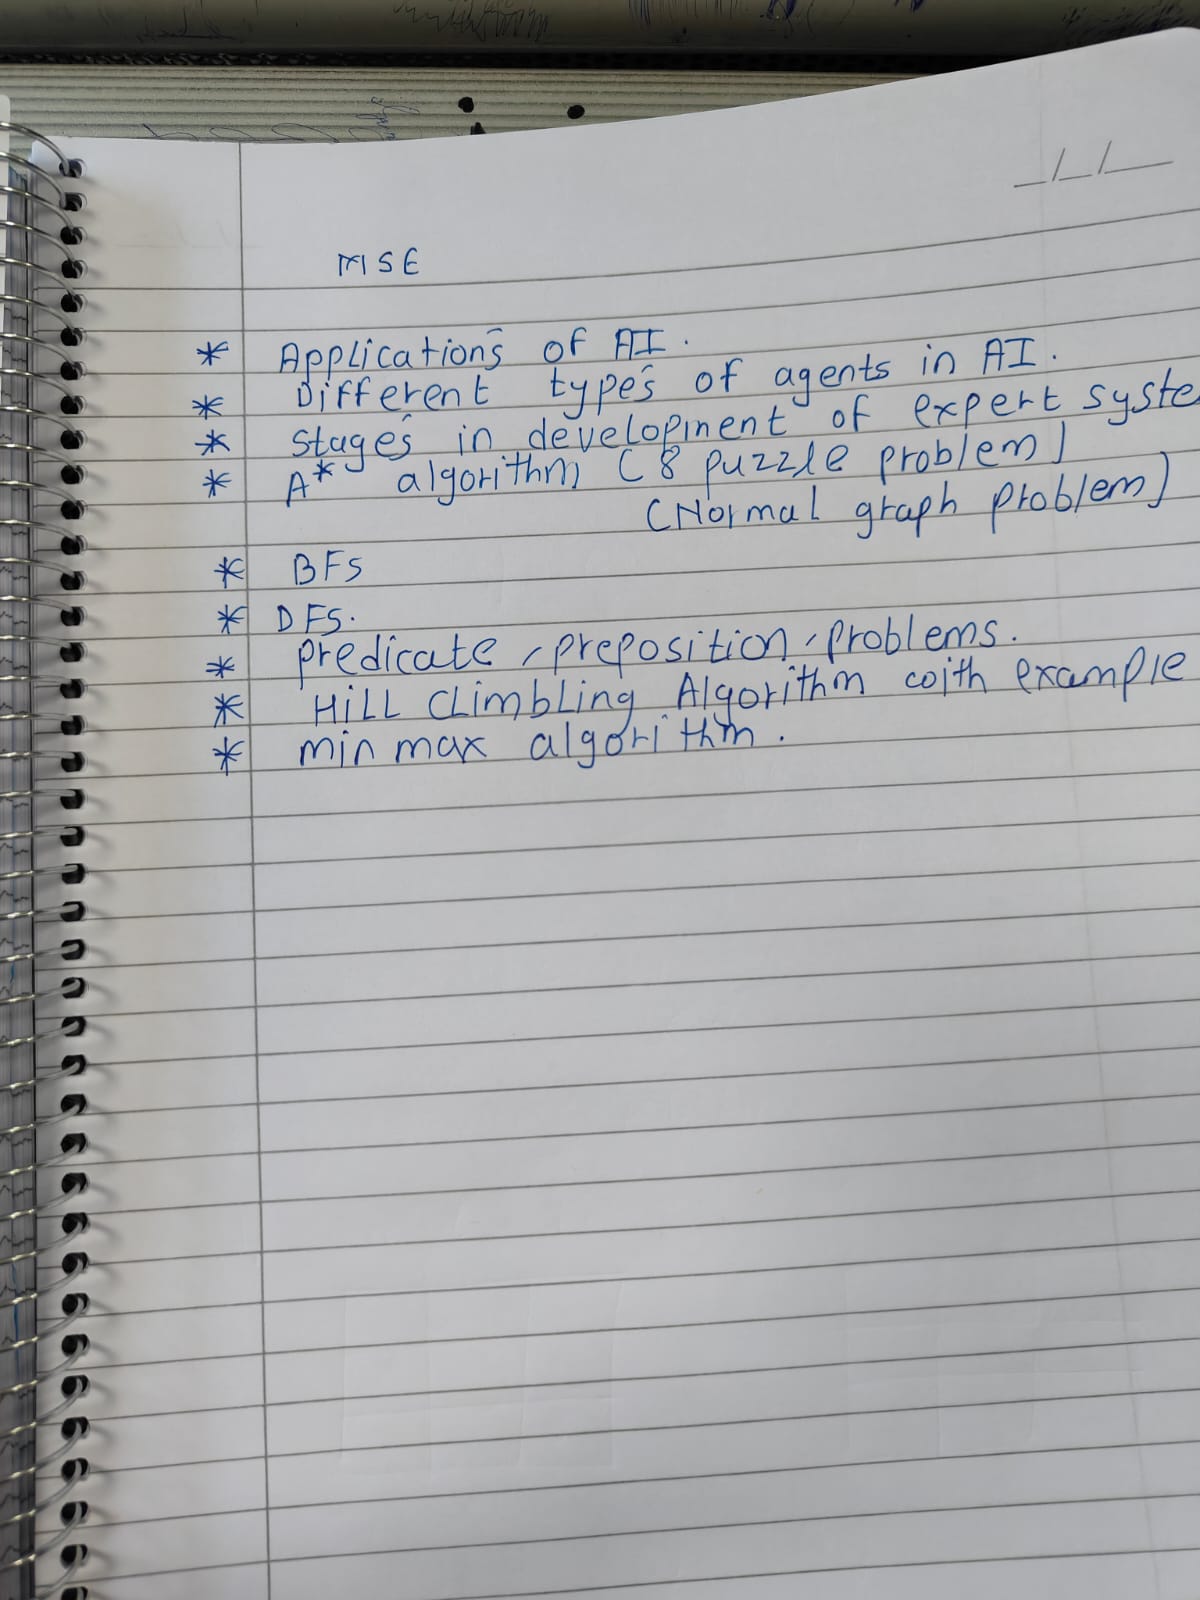 MSE
* Applications of AI.
* Different types of agents in AI.
* Stages in development of expert syste
* A* algorithm (8 puzzle problem)
(Normal graph problem)
* BFS
* DFS.
* predicate, preposition, problems.
* Hill Climbling Algorithm with example
* min max algorithm.